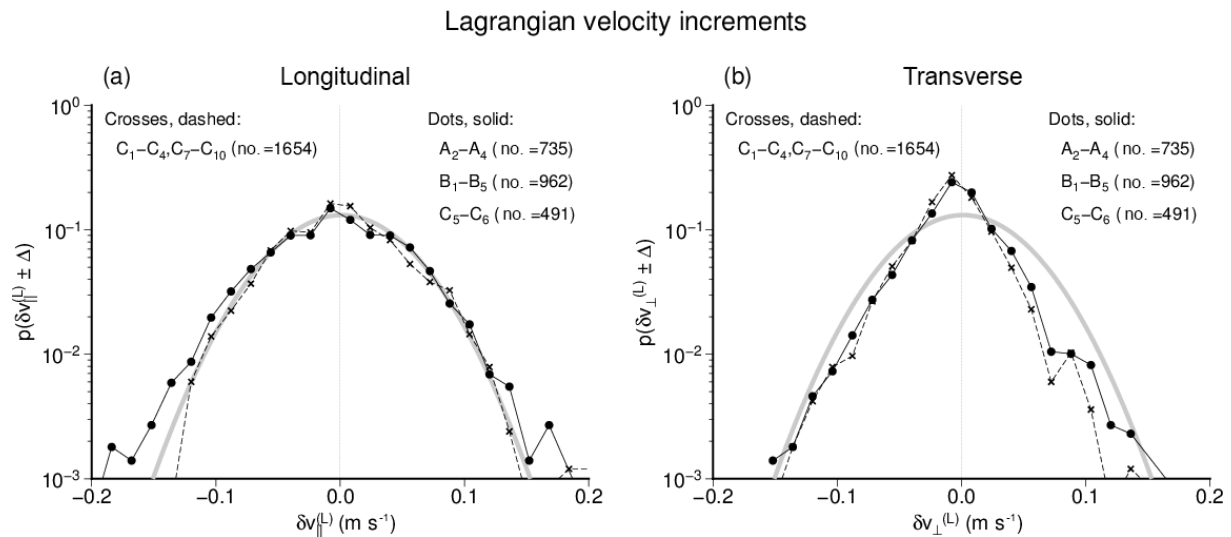 Lagrangian velocity increments
(a) Longitudinal
Crosses, dashed:
C₁−C₄,C₇−C₁₀ ( no. =1654)
Dots, solid:
A₂−A₄ ( no. =735)
B₁−B₅ ( no. =962)
C₅−C₆ ( no. =491)
10⁰
10⁻¹
10⁻²
10⁻³
p(δv∥⁽ᴸ⁾ ± Δ)
−0.2 −0.1 0.0 0.1 0.2
δv∥⁽ᴸ⁾ (m s⁻¹)
(b) Transverse
Crosses, dashed:
C₁−C₄,C₇−C₁₀ ( no. =1654)
Dots, solid:
A₂−A₄ ( no. =735)
B₁−B₅ ( no. =962)
C₅−C₆ ( no. =491)
10⁰
10⁻¹
10⁻²
10⁻³
p(δv⊥⁽ᴸ⁾ ± Δ)
−0.2 −0.1 0.0 0.1 0.2
δv⊥⁽ᴸ⁾ (m s⁻¹)